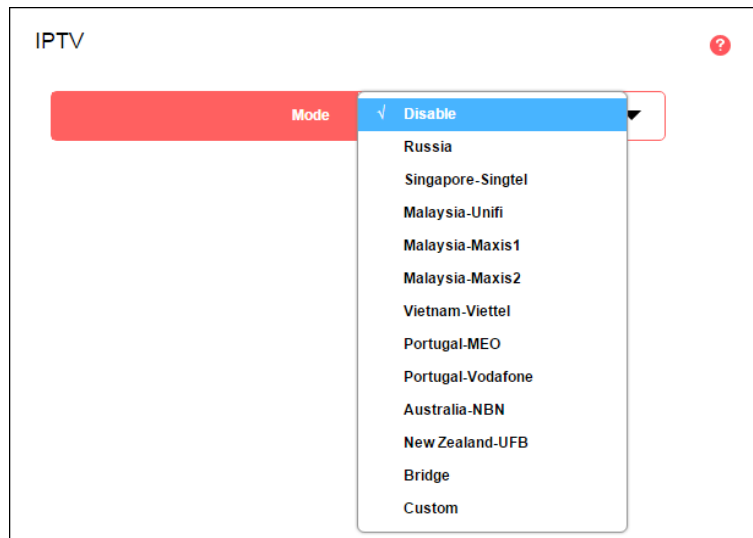 IPTV
?
Mode
√ Disable
Russia
Singapore-Singtel
Malaysia-Unifi
Malaysia-Maxis1
Malaysia-Maxis2
Vietnam-Viettel
Portugal-MEO
Portugal-Vodafone
Australia-NBN
New Zealand-UFB
Bridge
Custom